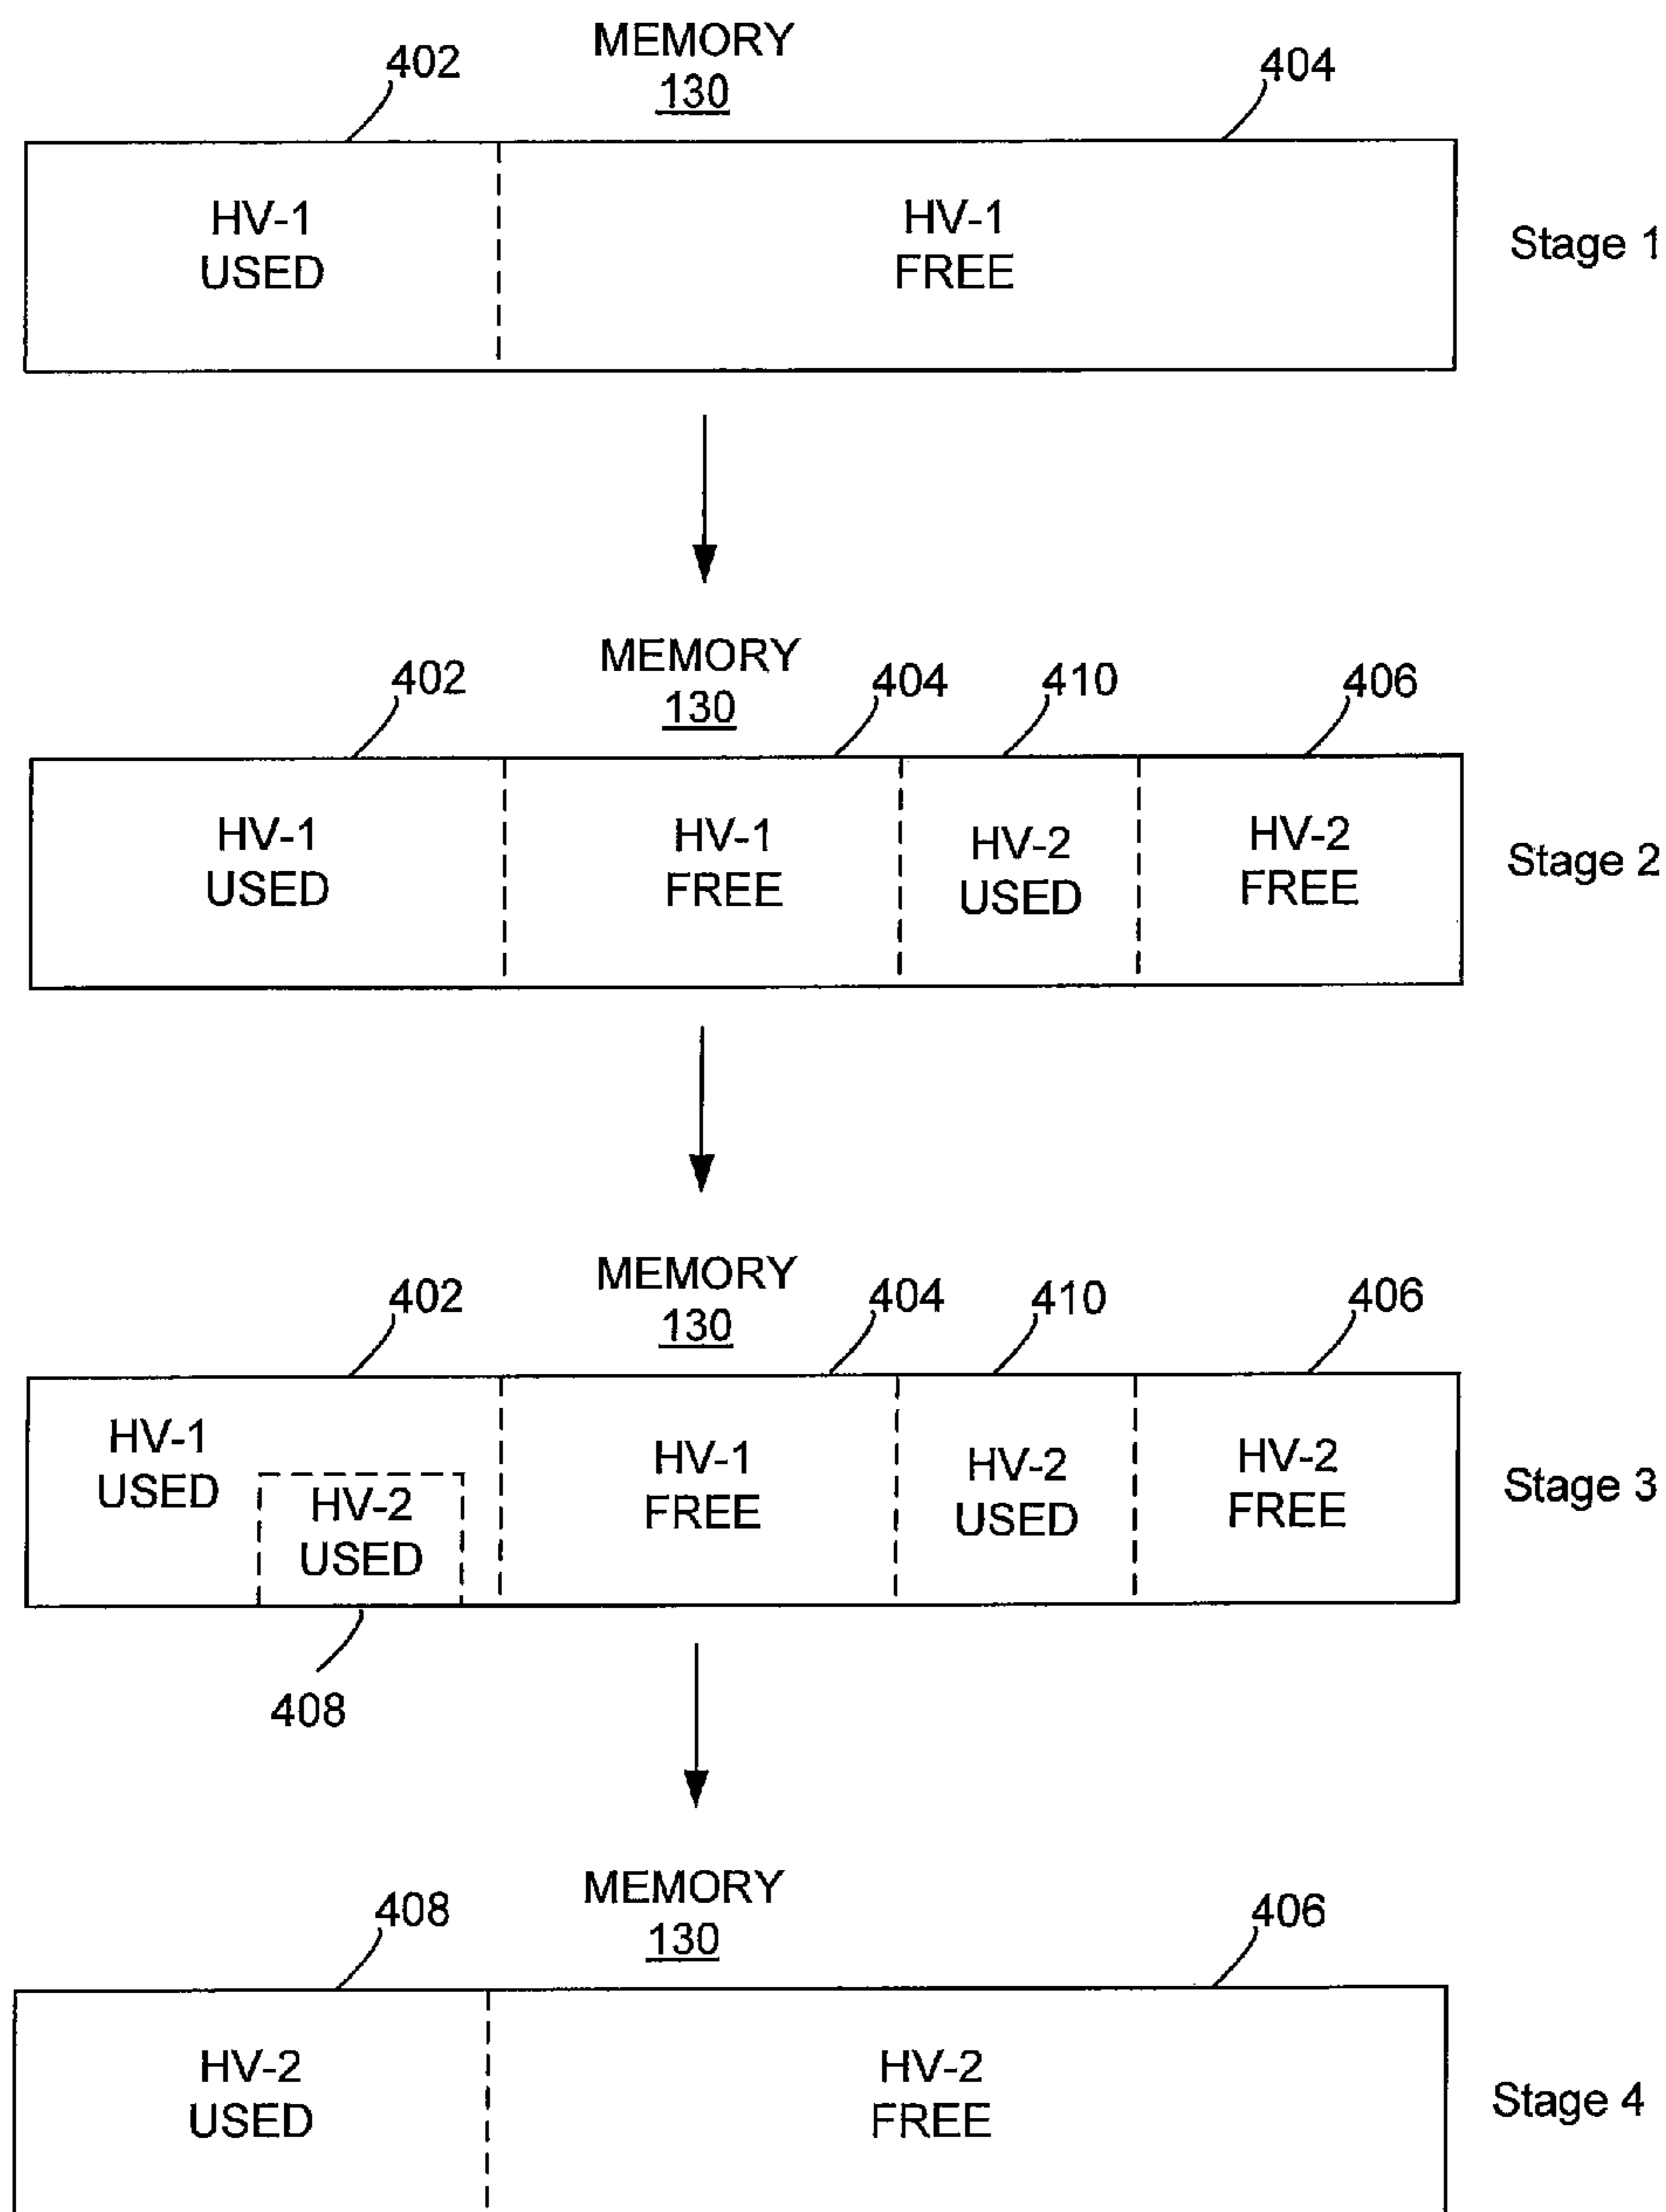 MEMORY
130
402
404
HV-1
USED
HV-1
FREE
Stage 1
MEMORY
130
402
404
410
406
HV-1
USED
HV-1
FREE
HV-2
USED
HV-2
FREE
Stage 2
MEMORY
130
402
404
410
406
HV-1
USED
HV-2
USED
HV-1
FREE
HV-2
USED
HV-2
FREE
Stage 3
408
MEMORY
130
408
406
HV-2
USED
HV-2
FREE
Stage 4